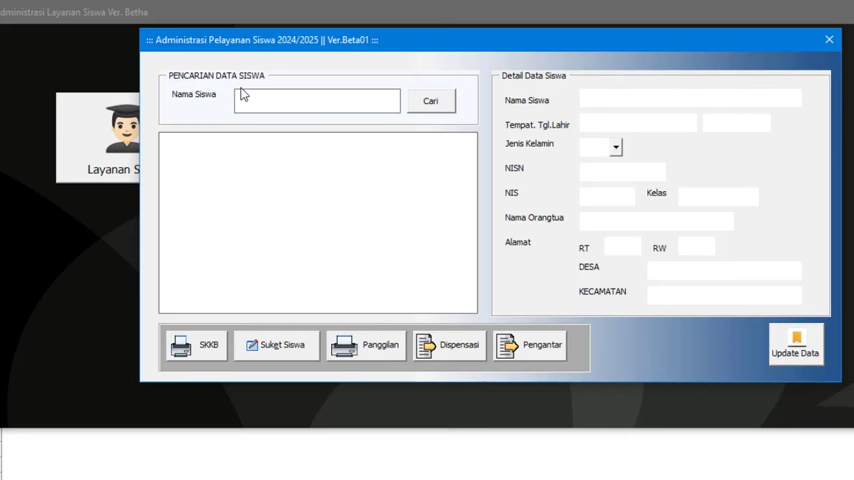 dministrasi Layanan Siswa Ver. Betha
::: Administrasi Pelayanan Siswa 2024/2025 || Ver.Beta01 :::
PENCARIAN DATA SISWA
Nama Siswa
Cari
Layanan S
Detail Data Siswa
Nama Siswa
Tempat. Tgl.Lahir
Jenis Kelamin
NISN
NIS
Kelas
Nama Orangtua
Alamat
RT
RW
DESA
KECAMATAN
SKKB
Suket Siswa
Panggilan
Dispensasi
Pengantar
Update Data